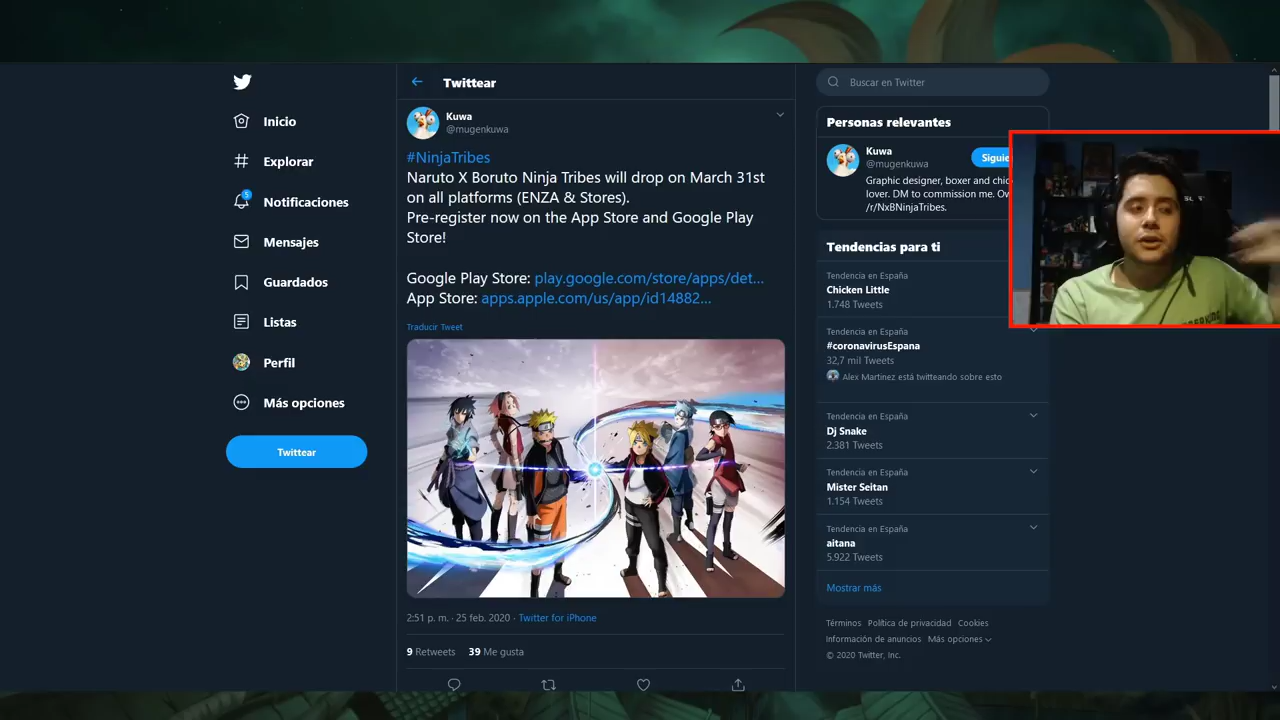 Twittear
Buscar en Twitter
Inicio
Explorar
5
Notificaciones
Mensajes
Guardados
Listas
Perfil
Más opciones
Twittear
Kuwa
@mugenkuwa
#NinjaTribes
Naruto X Boruto Ninja Tribes will drop on March 31st
on all platforms (ENZA & Stores).
Pre-register now on the App Store and Google Play
Store!
Google Play Store: play.google.com/store/apps/det…
App Store: apps.apple.com/us/app/id14882…
Traducir Tweet
2:51 p. m. · 25 feb. 2020 · Twitter for iPhone
9 Retweets 39 Me gusta
Personas relevantes
Kuwa
@mugenkuwa
Siguie
Graphic designer, boxer and chic
lover. DM to commission me. Ow
/r/NxBNinjaTribes.
Tendencias para ti
Tendencia en España
Chicken Little
1.748 Tweets
Tendencia en España
#coronavirusEspana
32,7 mil Tweets
Alex Martinez está twitteando sobre esto
Tendencia en España
Dj Snake
2.381 Tweets
Tendencia en España
Mister Seitan
1.154 Tweets
Tendencia en España
aitana
5.922 Tweets
Mostrar más
Términos Política de privacidad Cookies
Información de anuncios Más opciones
© 2020 Twitter, Inc.